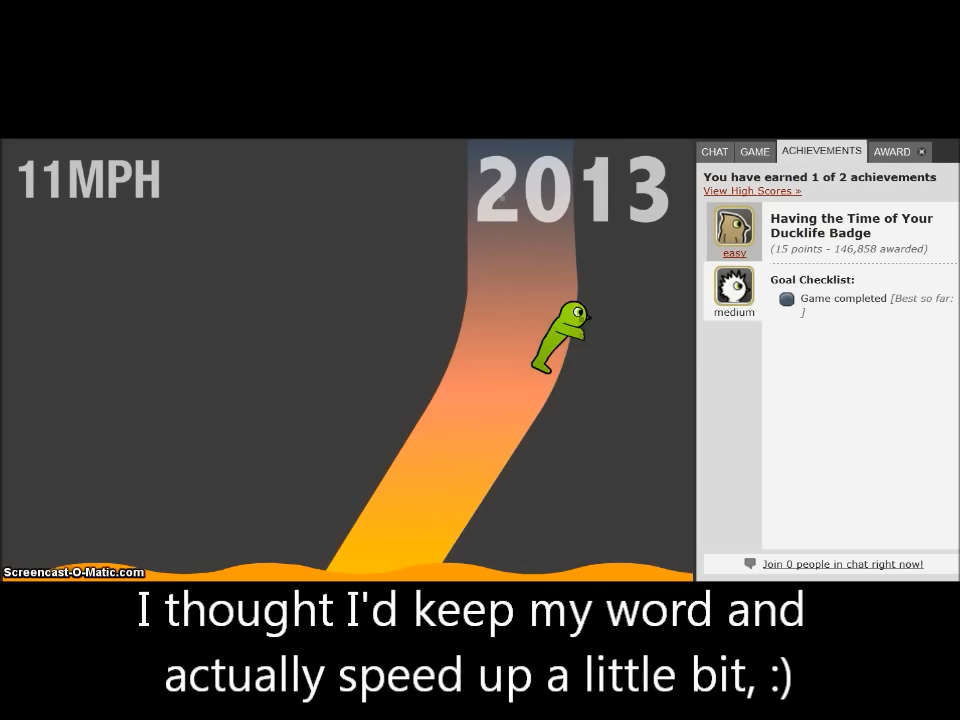 11MPH
2013
CHAT GAME ACHIEVEMENTS AWARD
You have earned 1 of 2 achievements
View High Scores »
Having the Time of Your
Ducklife Badge
(15 points - 146,858 awarded)
easy
Goal Checklist:
Game completed [Best so far:
]
medium
Join 0 people in chat right now!
Screencast-O-Matic.com
I thought I'd keep my word and
actually speed up a little bit, :)